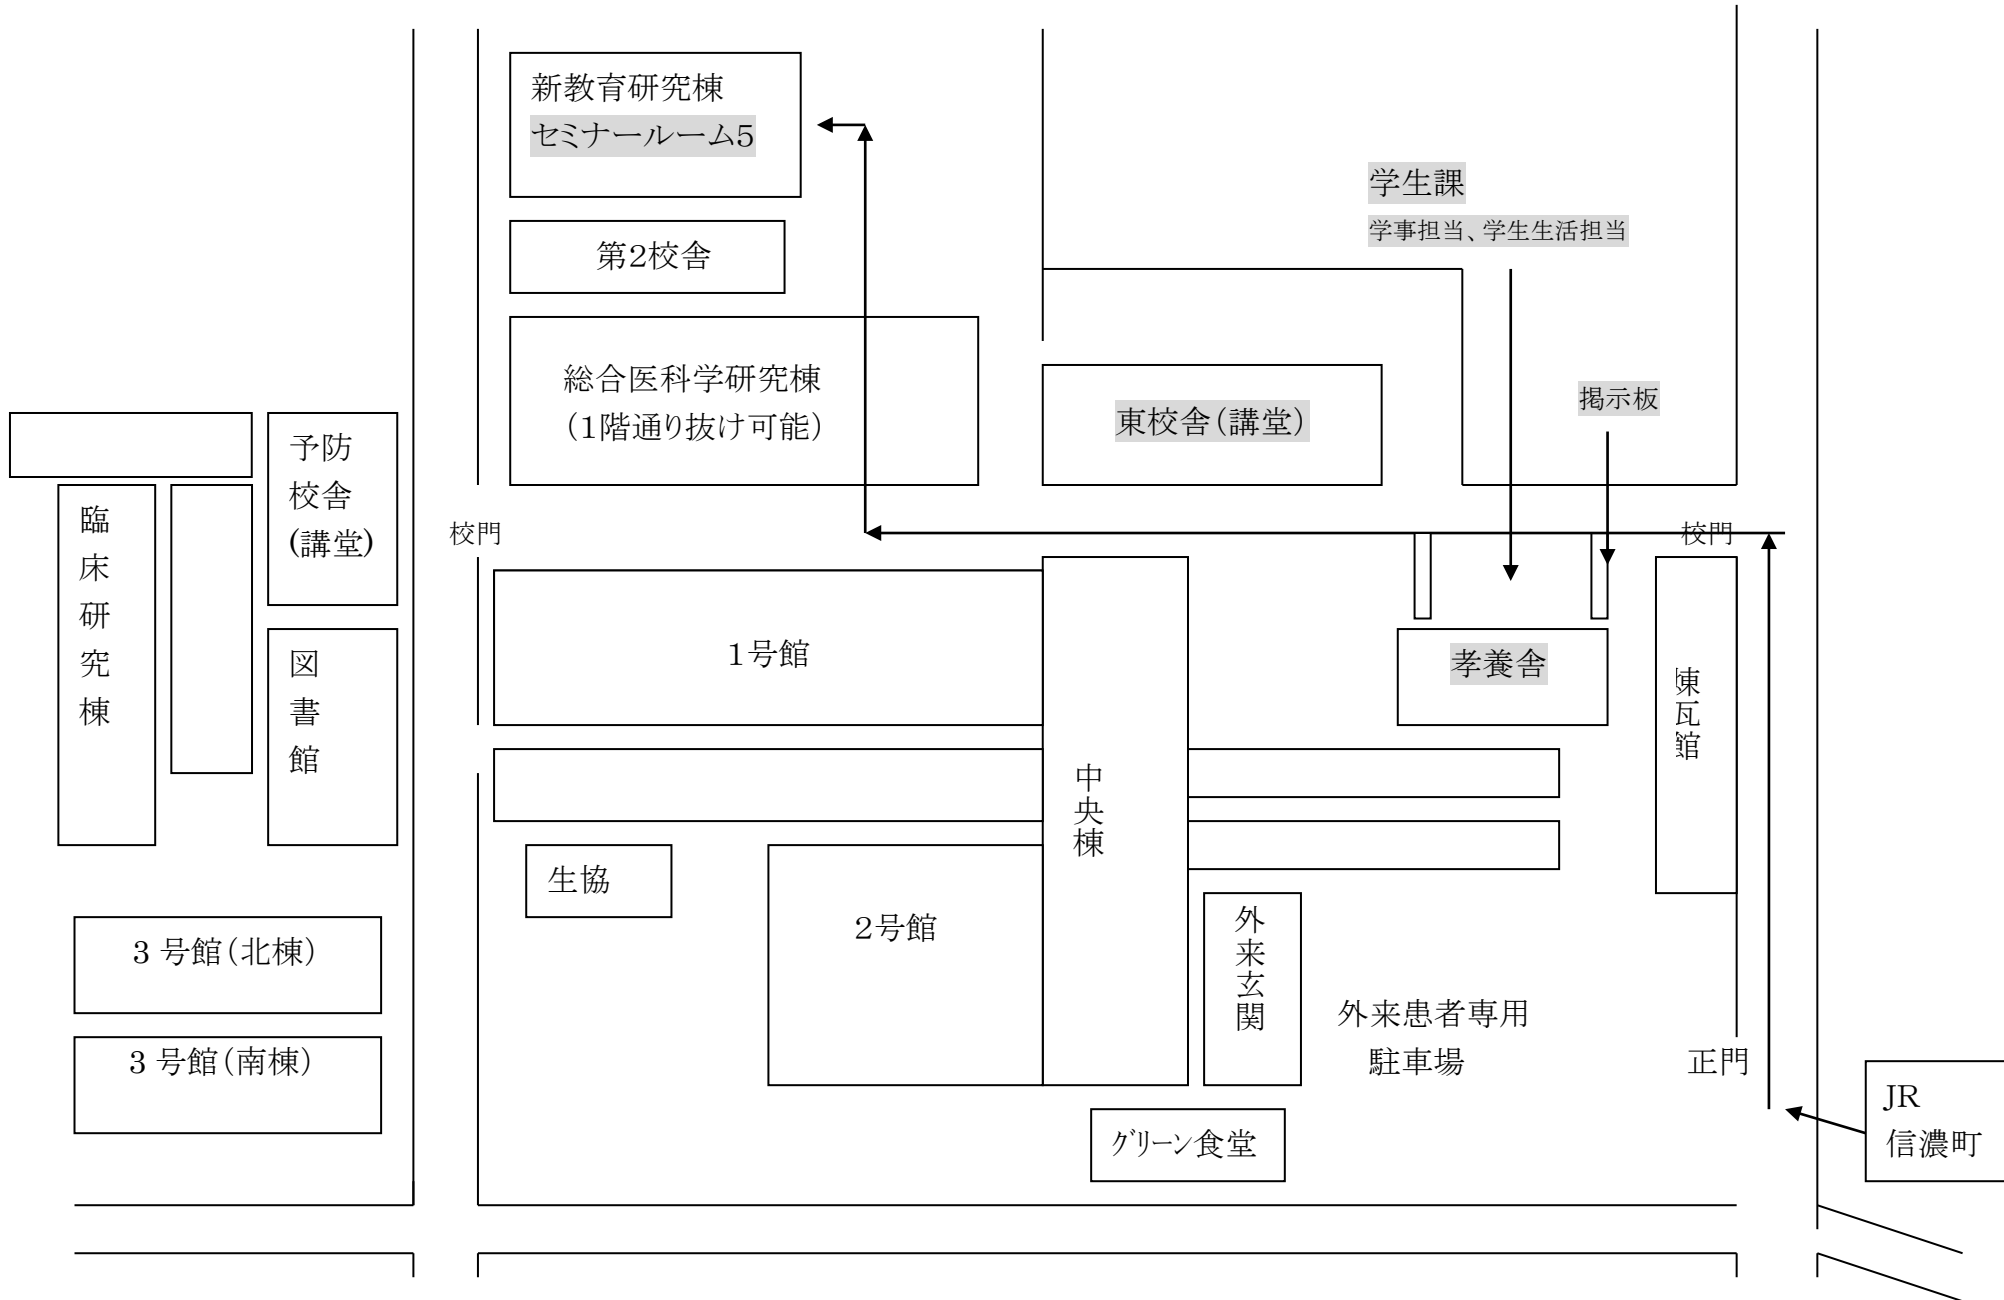 新教育研究棟
セミナールーム5
学生課
学事担当、学生生活担当
第2校舎
総合医科学研究棟
（1階通り抜け可能）
東校舎（講堂）
掲示板
予防
校舎
(講堂)
臨床研究棟
校門
校門
1号館
孝養舎
図書館
煉瓦館
中央棟
生協
2号館
外来玄関
3 号館（北棟）
外来患者専用
駐車場
3 号館（南棟）
正門
JR
信濃町
グリーン食堂